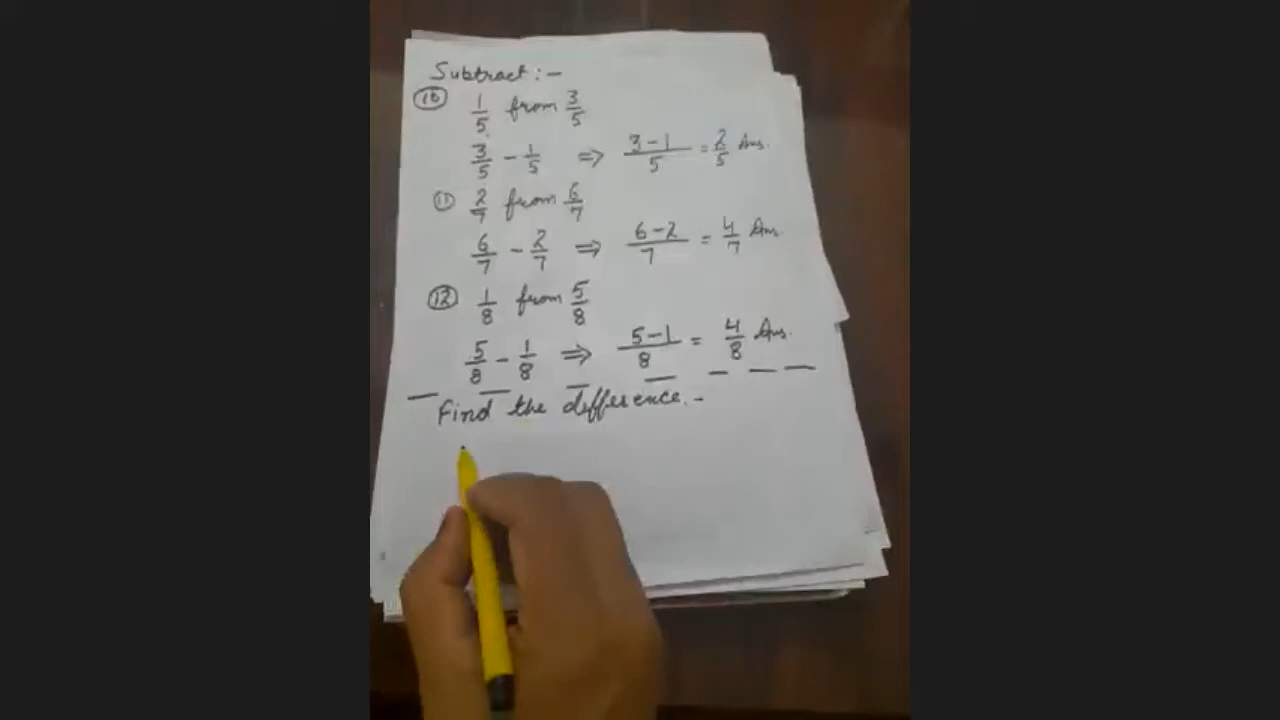 Subtract :-
(10) 1/5 from 3/5
3/5 - 1/5 ⇒ 3-1/5 = 2/5 Ans.
(11) 2/7 from 6/7
6/7 - 2/7 ⇒ 6-2/7 = 4/7 Ans.
(12) 1/8 from 5/8
5/8 - 1/8 ⇒ 5-1/8 = 4/8 Ans.
Find the difference.-